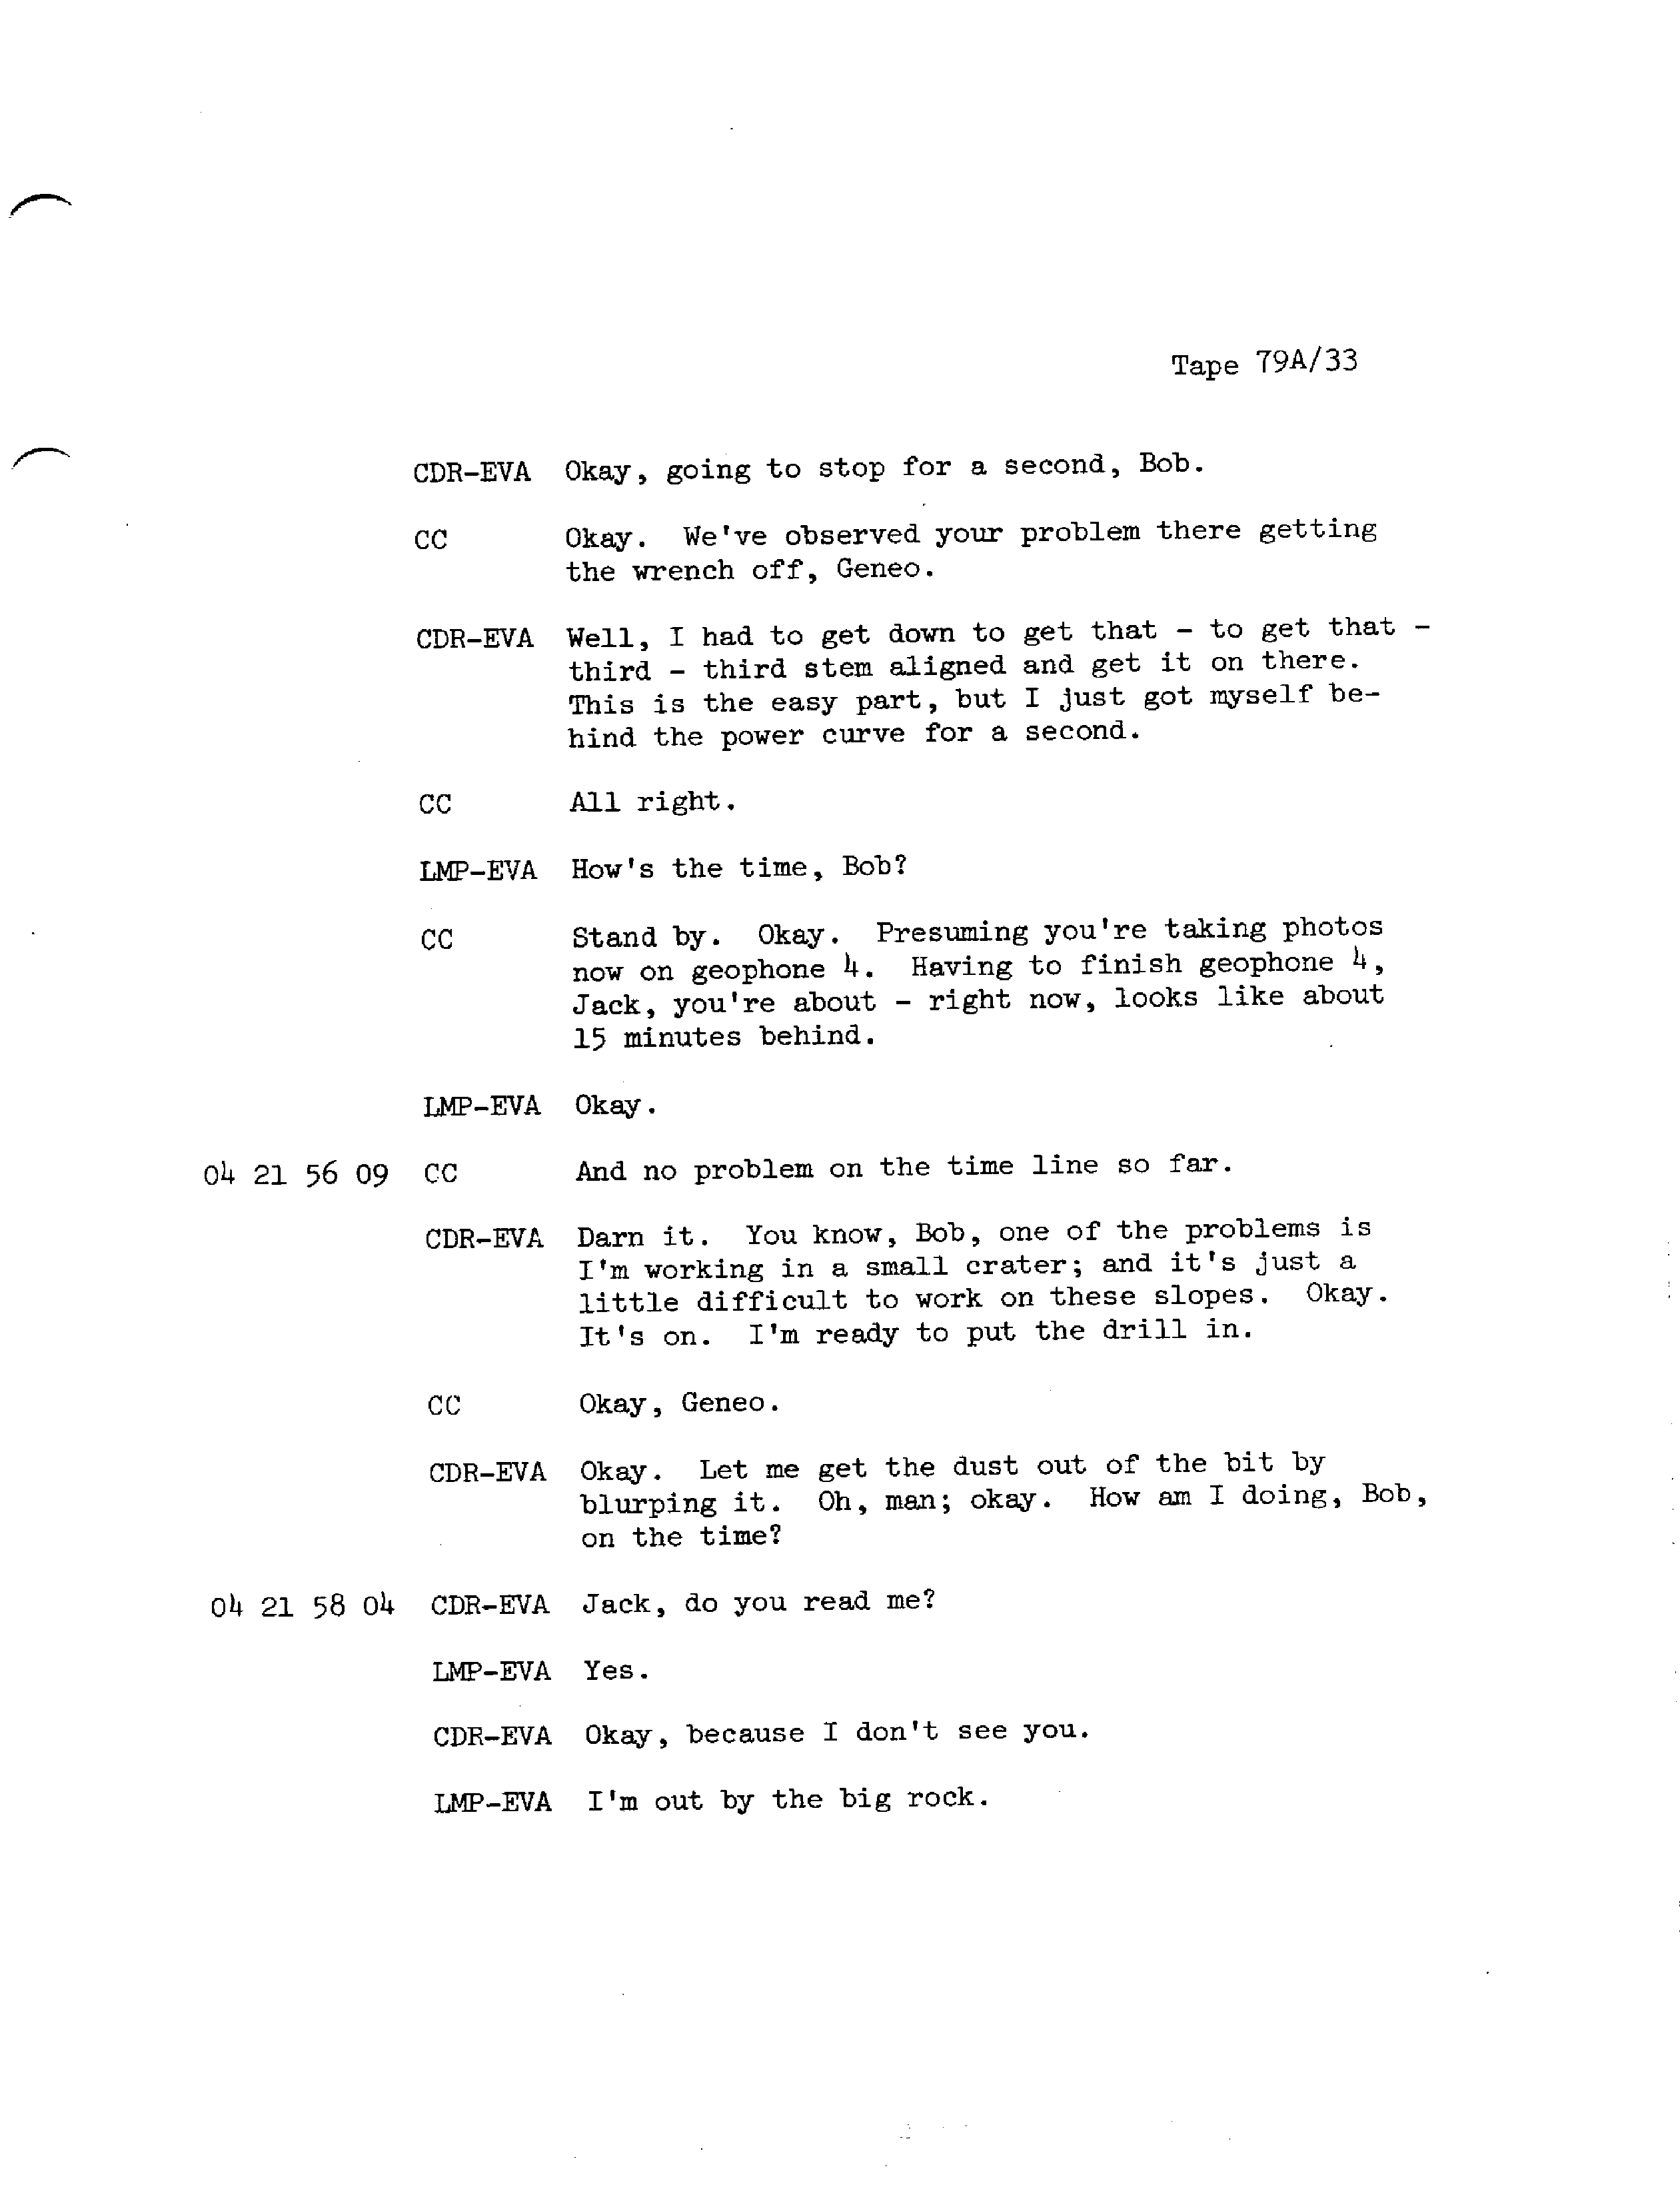 Tape 79A/33
CDR-EVA Okay, going to stop for a second, Bob.
CC Okay. We've observed your problem there getting
the wrench off, Geneo.
CDR-EVA Well, I had to get down to get that - to get that -
third - third stem aligned and get it on there.
This is the easy part, but I just got myself be-
hind the power curve for a second.
CC All right.
LMP-EVA How's the time, Bob?
CC Stand by. Okay. Presuming you're taking photos
now on geophone 4. Having to finish geophone 4,
Jack, you're about - right now, looks like about
15 minutes behind.
LMP-EVA Okay.
04 21 56 09 CC And no problem on the time line so far.
CDR-EVA Darn it. You know, Bob, one of the problems is
I'm working in a small crater; and it's just a
little difficult to work on these slopes. Okay.
It's on. I'm ready to put the drill in.
CC Okay, Geneo.
CDR-EVA Okay. Let me get the dust out of the bit by
blurping it. Oh, man; okay. How am I doing, Bob,
on the time?
04 21 58 04 CDR-EVA Jack, do you read me?
LMP-EVA Yes.
CDR-EVA Okay, because I don't see you.
LMP-EVA I'm out by the big rock.